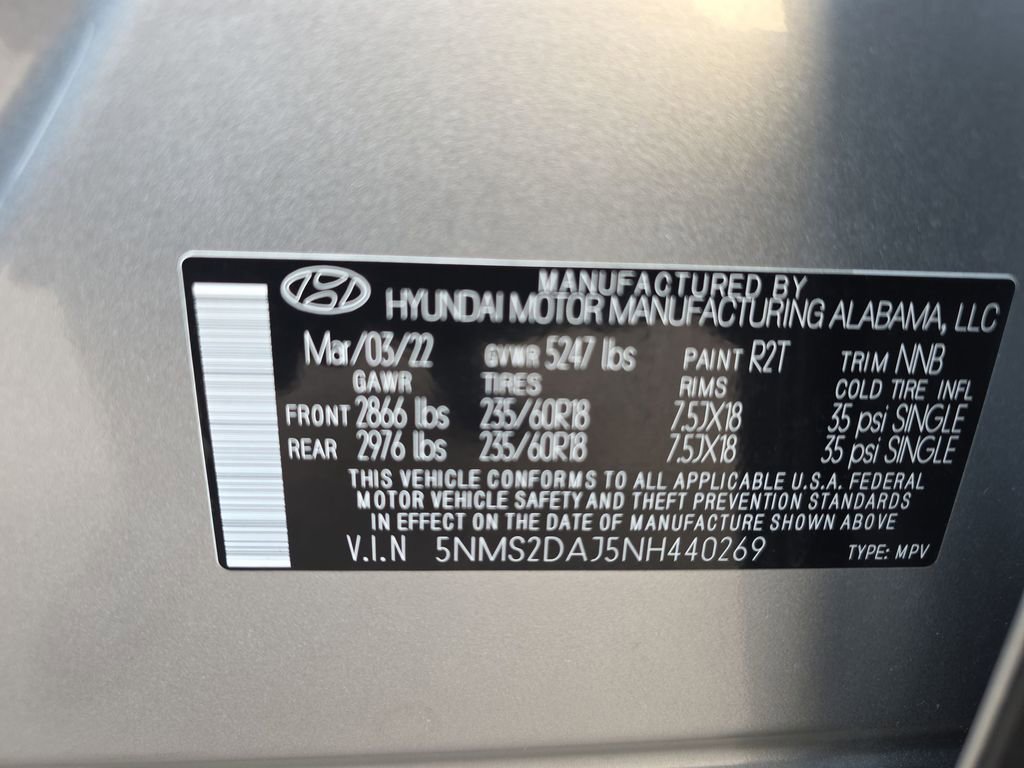 MANUFACTURED BY
HYUNDAI MOTOR MANUFACTURING ALABAMA, LLC
Mar/03/22 GVWR 5247 lbs PAINT R2T TRIM NNB
GAWR TIRES RIMS COLD TIRE INFL
FRONT 2866 lbs 235/60R18 7.5JX18 35 psi SINGLE
REAR 2976 lbs 235/60R18 7.5JX18 35 psi SINGLE
THIS VEHICLE CONFORMS TO ALL APPLICABLE U.S.A. FEDERAL
MOTOR VEHICLE SAFETY AND THEFT PREVENTION STANDARDS
IN EFFECT ON THE DATE OF MANUFACTURE SHOWN ABOVE
V.I.N 5NMS2DAJ5NH440269 TYPE: MPV